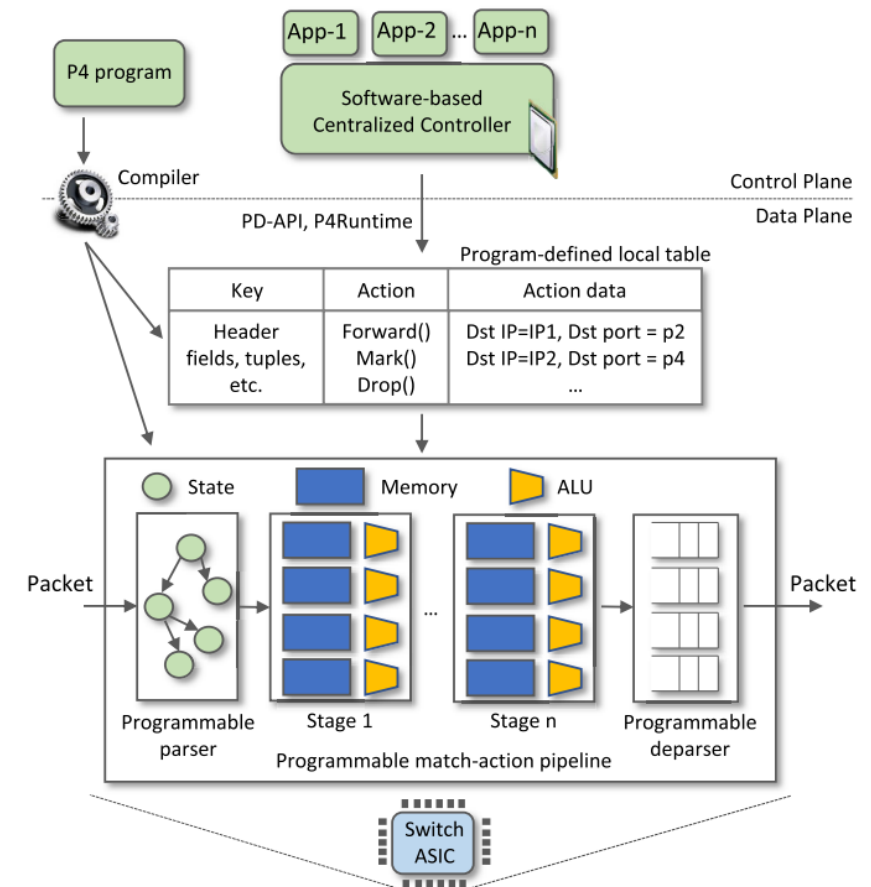 App-1 App-2 ... App-n
P4 program
Software-based
Centralized Controller
Compiler
Control Plane
PD-API, P4Runtime
Data Plane
Program-defined local table
Key Action Action data
Header Forward() Dst IP=IP1, Dst port = p2
fields, tuples, Mark() Dst IP=IP2, Dst port = p4
etc. Drop() ...
State Memory ALU
Packet ... Packet
Programmable
parser
Stage 1
Stage n
Programmable
deparser
Programmable match-action pipeline
Switch
ASIC